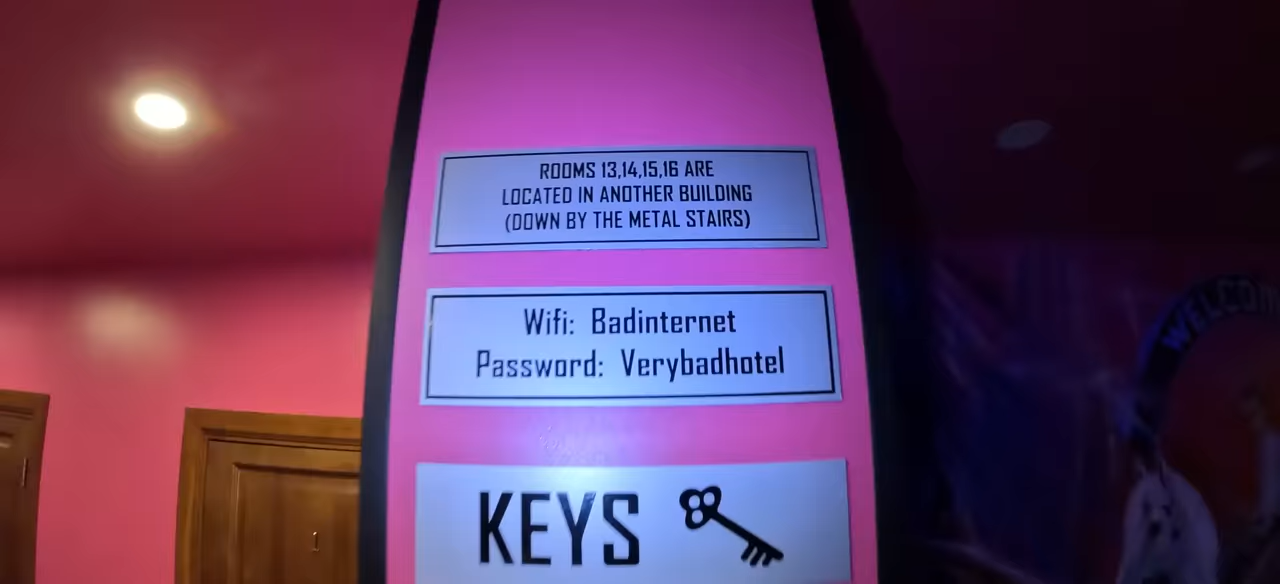 ROOMS 13,14,15,16 ARE
LOCATED IN ANOTHER BUILDING
(DOWN BY THE METAL STAIRS)
Wifi: Badinternet
Password: Verybadhotel
KEYS
1